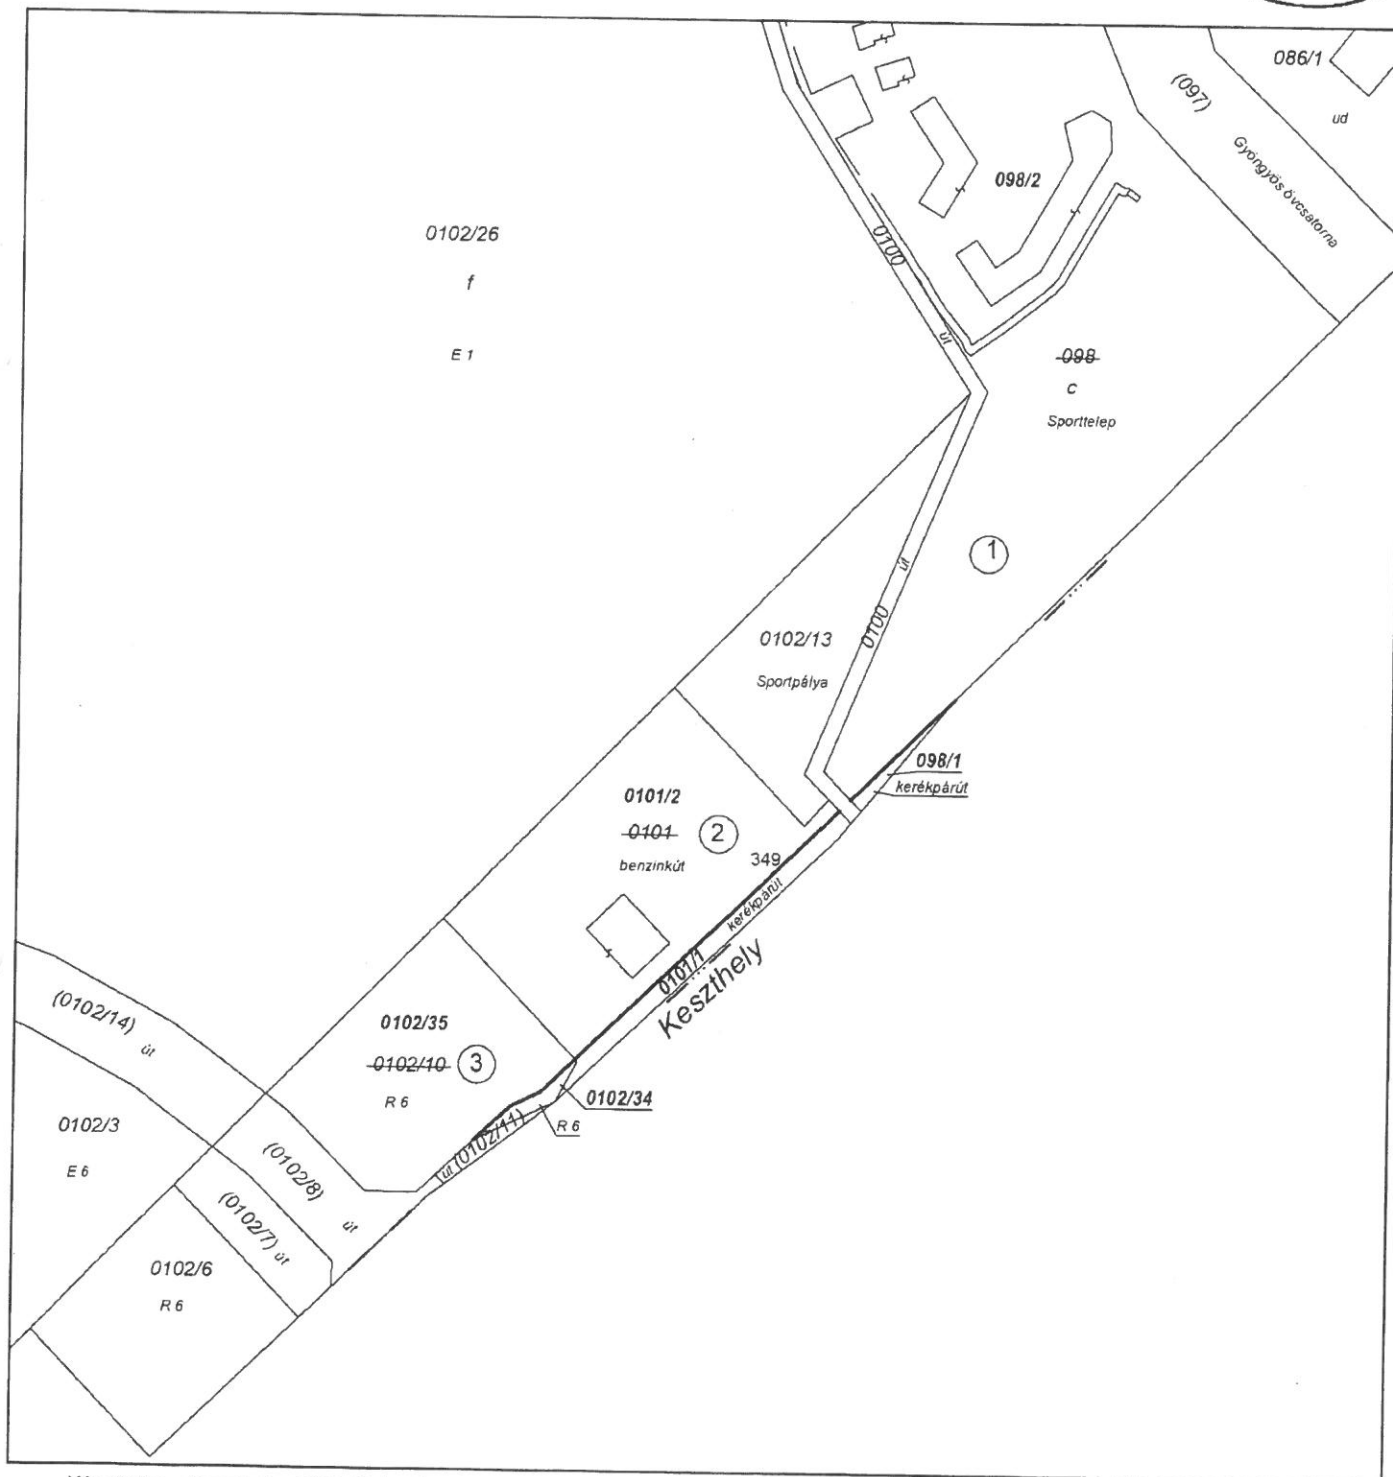 086/1
ud
(097)
Gyöngyös övcsatorna
098/2
0102/26
f
E 1
0100
út
098
c
Sporttelep
1
út
0100
0102/13
Sportpálya
098/1
kerékpárút
0101/2
0101
2
benzinkút
349
kerékpárút
0101/1
Keszthely
(0102/14)
út
0102/35
0102/10
3
R 6
0102/34
R 6
út (0102/11)
0102/3
E 6
(0102/8)
út
(0102/7) út
0102/6
R 6